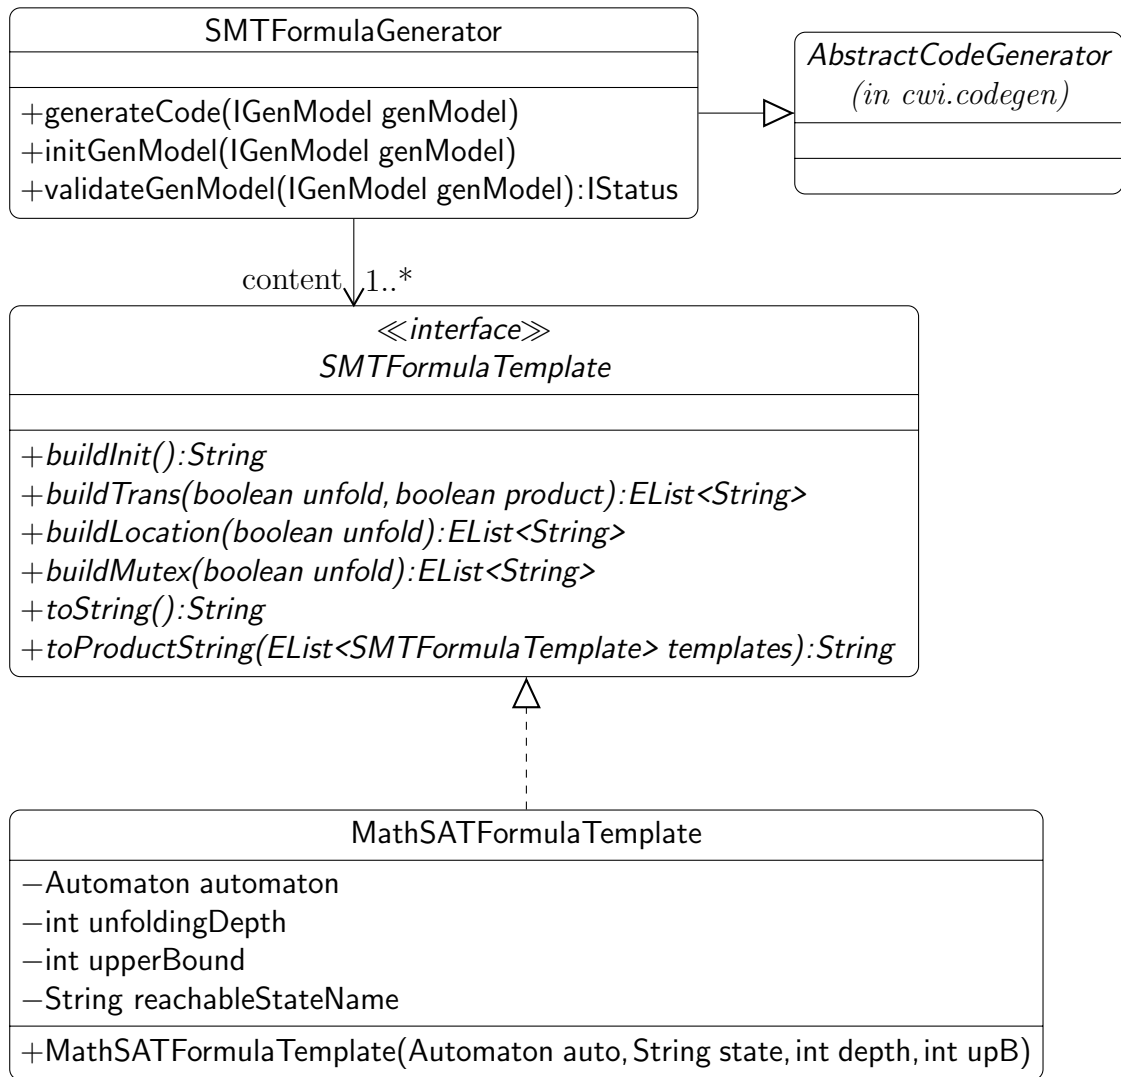 SMTFormulaGenerator
+generateCode(IGenModel genModel)
+initGenModel(IGenModel genModel)
+validateGenModel(IGenModel genModel):IStatus
AbstractCodeGenerator
(in cwi.codegen)
content 1..*
≪interface≫
SMTFormulaTemplate
+buildInit():String
+buildTrans(boolean unfold, boolean product):EList<String>
+buildLocation(boolean unfold):EList<String>
+buildMutex(boolean unfold):EList<String>
+toString():String
+toProductString(EList<SMTFormulaTemplate> templates):String
MathSATFormulaTemplate
−Automaton automaton
−int unfoldingDepth
−int upperBound
−String reachableStateName
+MathSATFormulaTemplate(Automaton auto, String state, int depth, int upB)